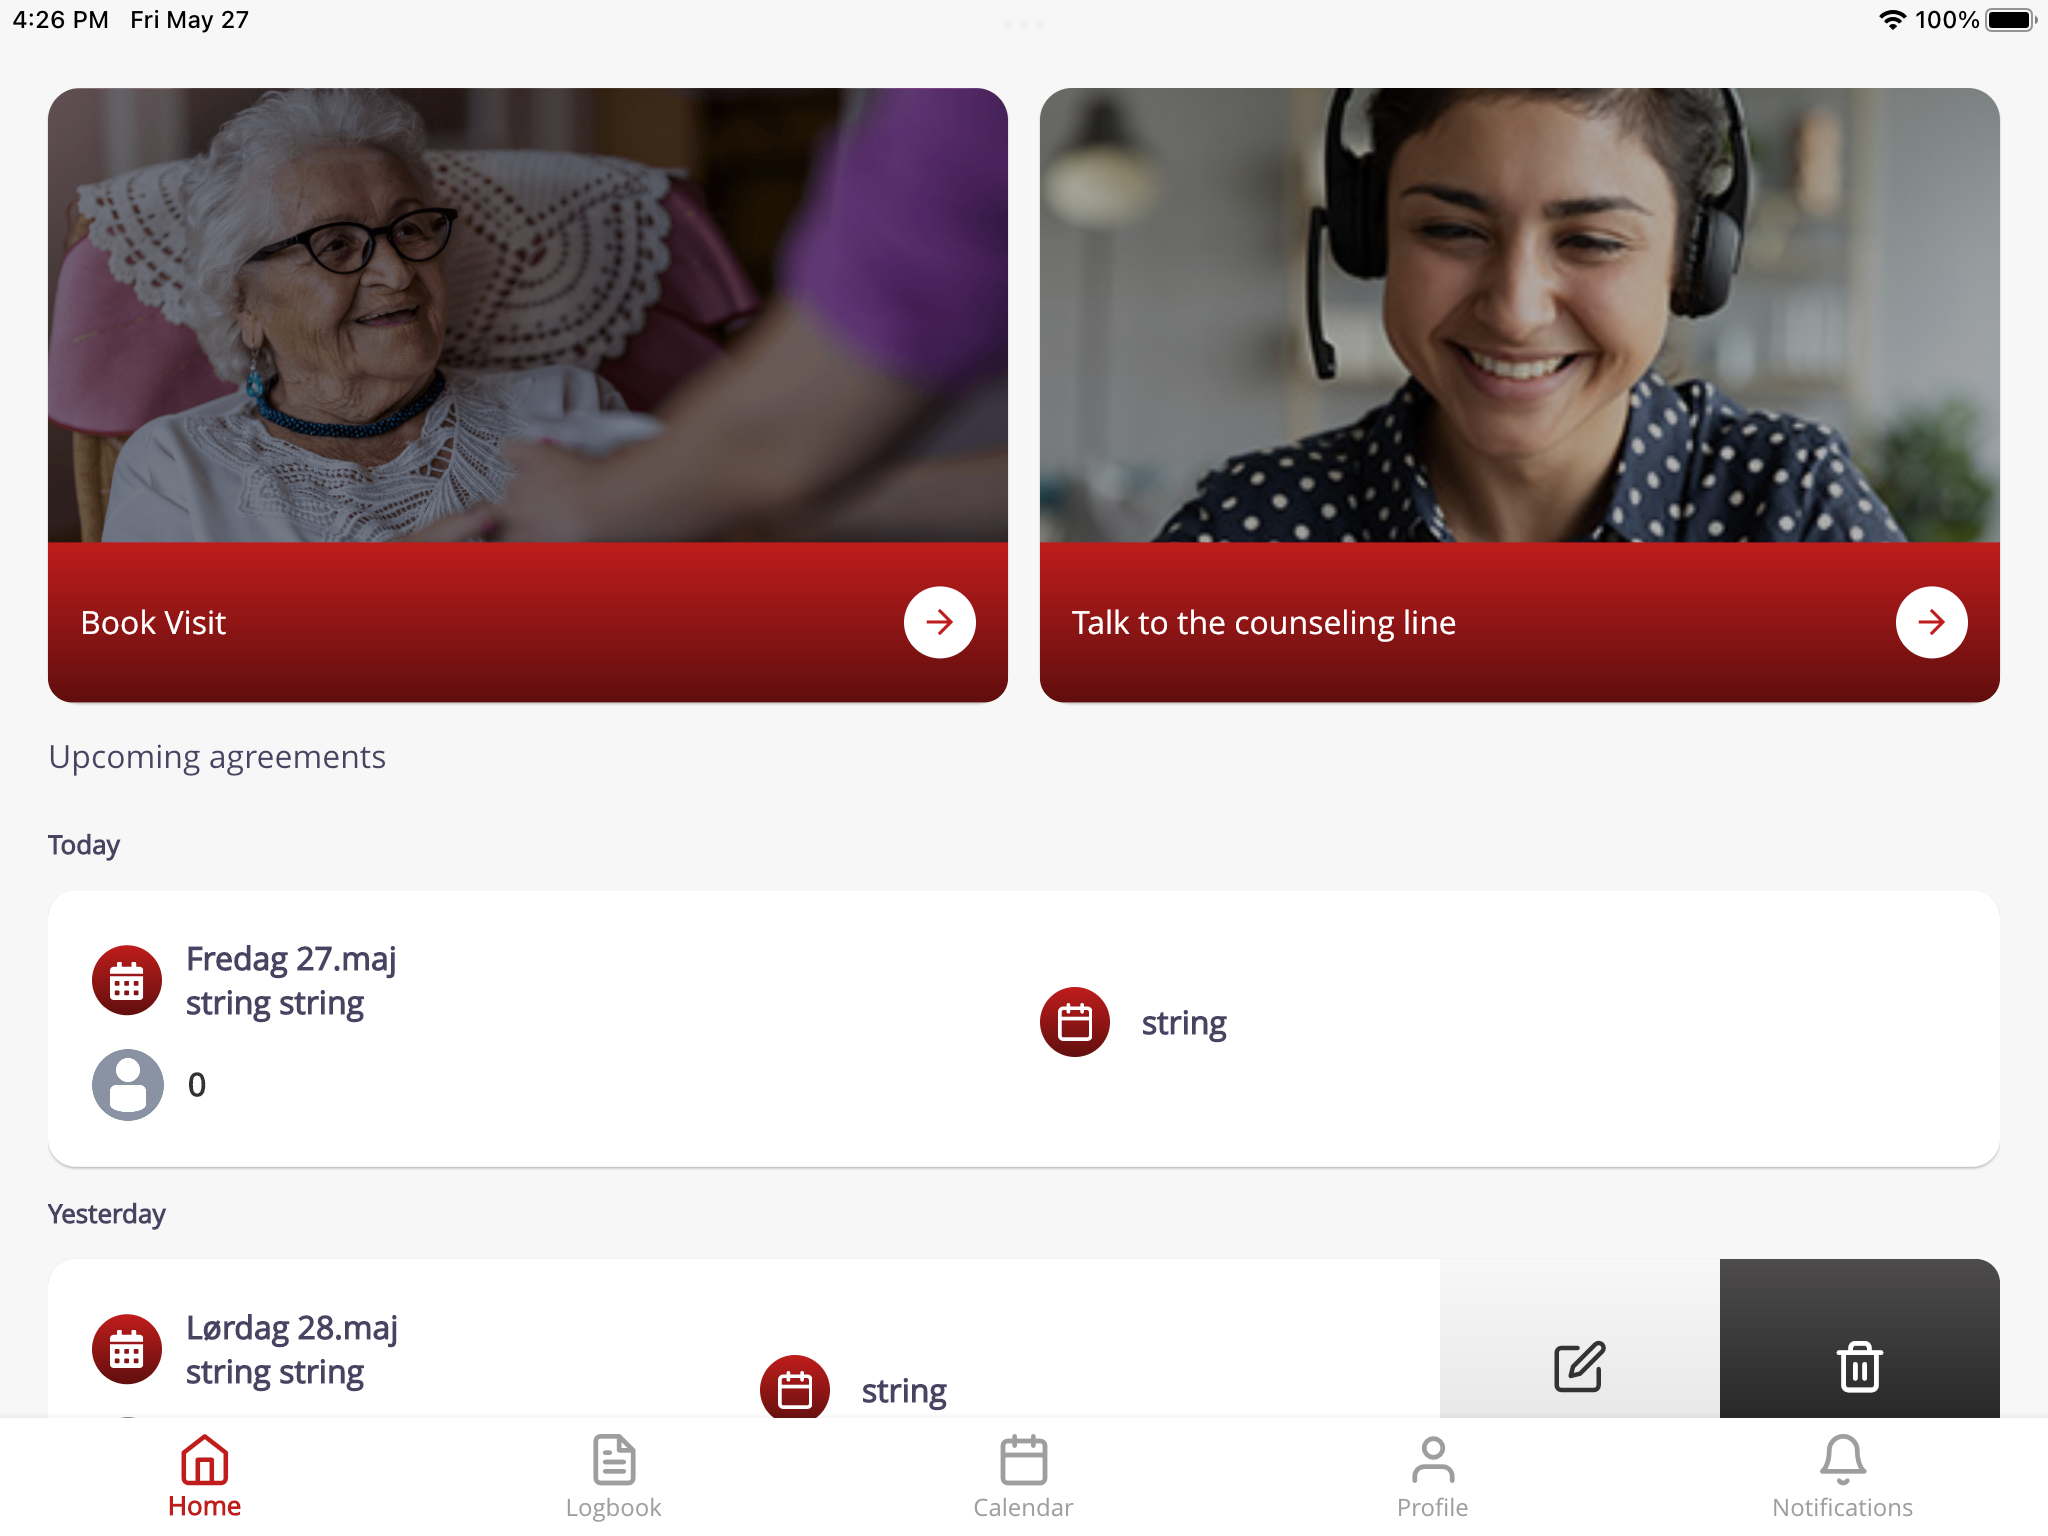 4:26 PM Fri May 27
100%
Book Visit
Talk to the counseling line
Upcoming agreements
Today
Fredag 27.maj
string string
string
0
Yesterday
Lørdag 28.maj
string string
string
Home
Logbook
Calendar
Profile
Notifications